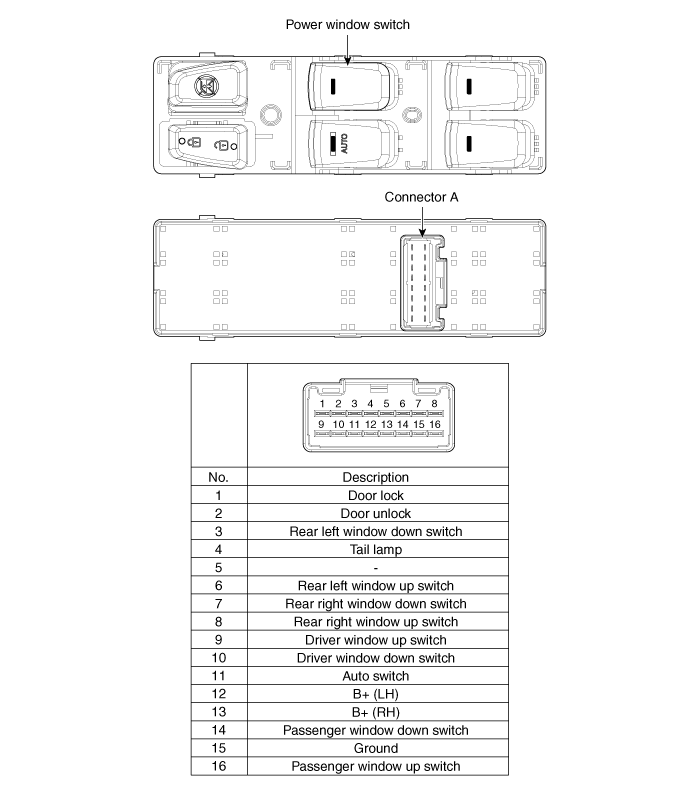 Power window switch
AUTO
Connector A
1 2 3 4 5 6 7 8
9 10 11 12 13 14 15 16
No. Description
1 Door lock
2 Door unlock
3 Rear left window down switch
4 Tail lamp
5 -
6 Rear left window up switch
7 Rear right window down switch
8 Rear right window up switch
9 Driver window up switch
10 Driver window down switch
11 Auto switch
12 B+ (LH)
13 B+ (RH)
14 Passenger window down switch
15 Ground
16 Passenger window up switch